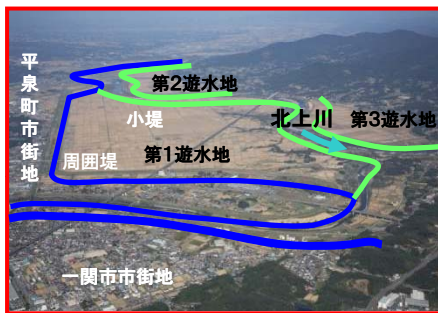 平泉町市街地
第2遊水地
小堤
北上川
第3遊水地
周囲堤
第1遊水地
一関市市街地